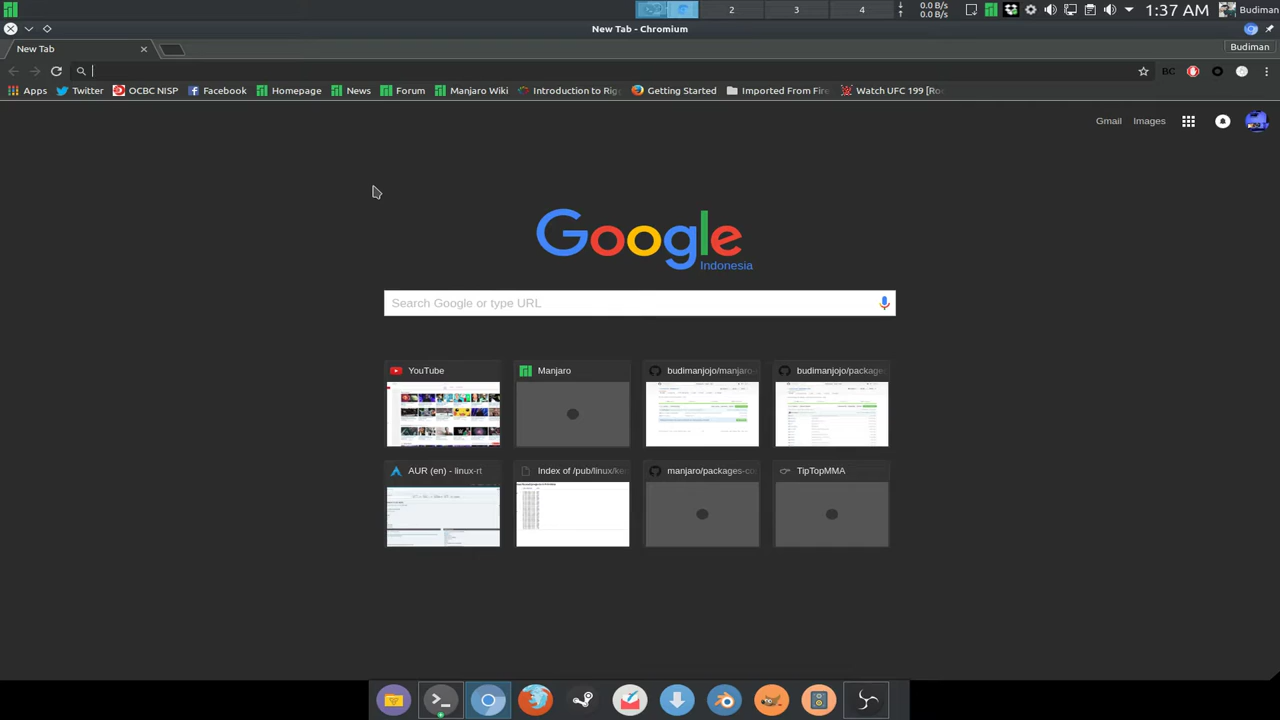 2 3 4 0.0 B/s 0.0 B/s 1:37 AM Budiman
New Tab - Chromium
New Tab Budiman
BC
Apps Twitter OCBC NISP Facebook Homepage News Forum Manjaro Wiki Introduction to Rig Getting Started Imported From Fire Watch UFC 199 [Ro
Gmail Images
Google
Indonesia
Search Google or type URL
YouTube Manjaro budimanjojo/manjaro budimanjojo/package
AUR (en) - linux-rt Index of /pub/linux/ke manjaro/packages-co TipTopMMA